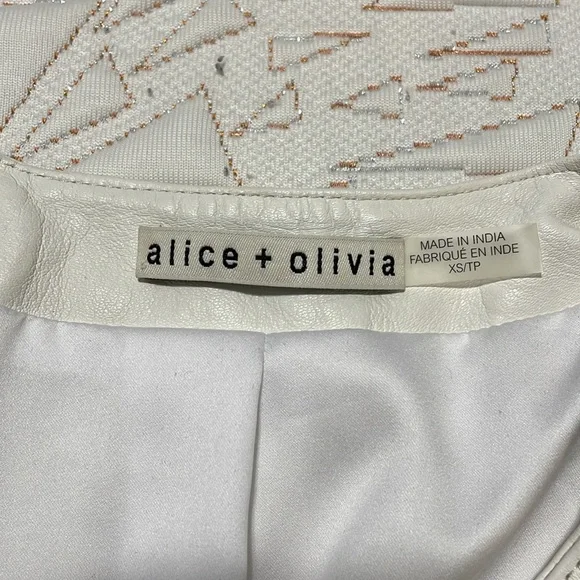 alice + olivia
MADE IN INDIA
FABRIQUÉ EN INDE
XS/TP